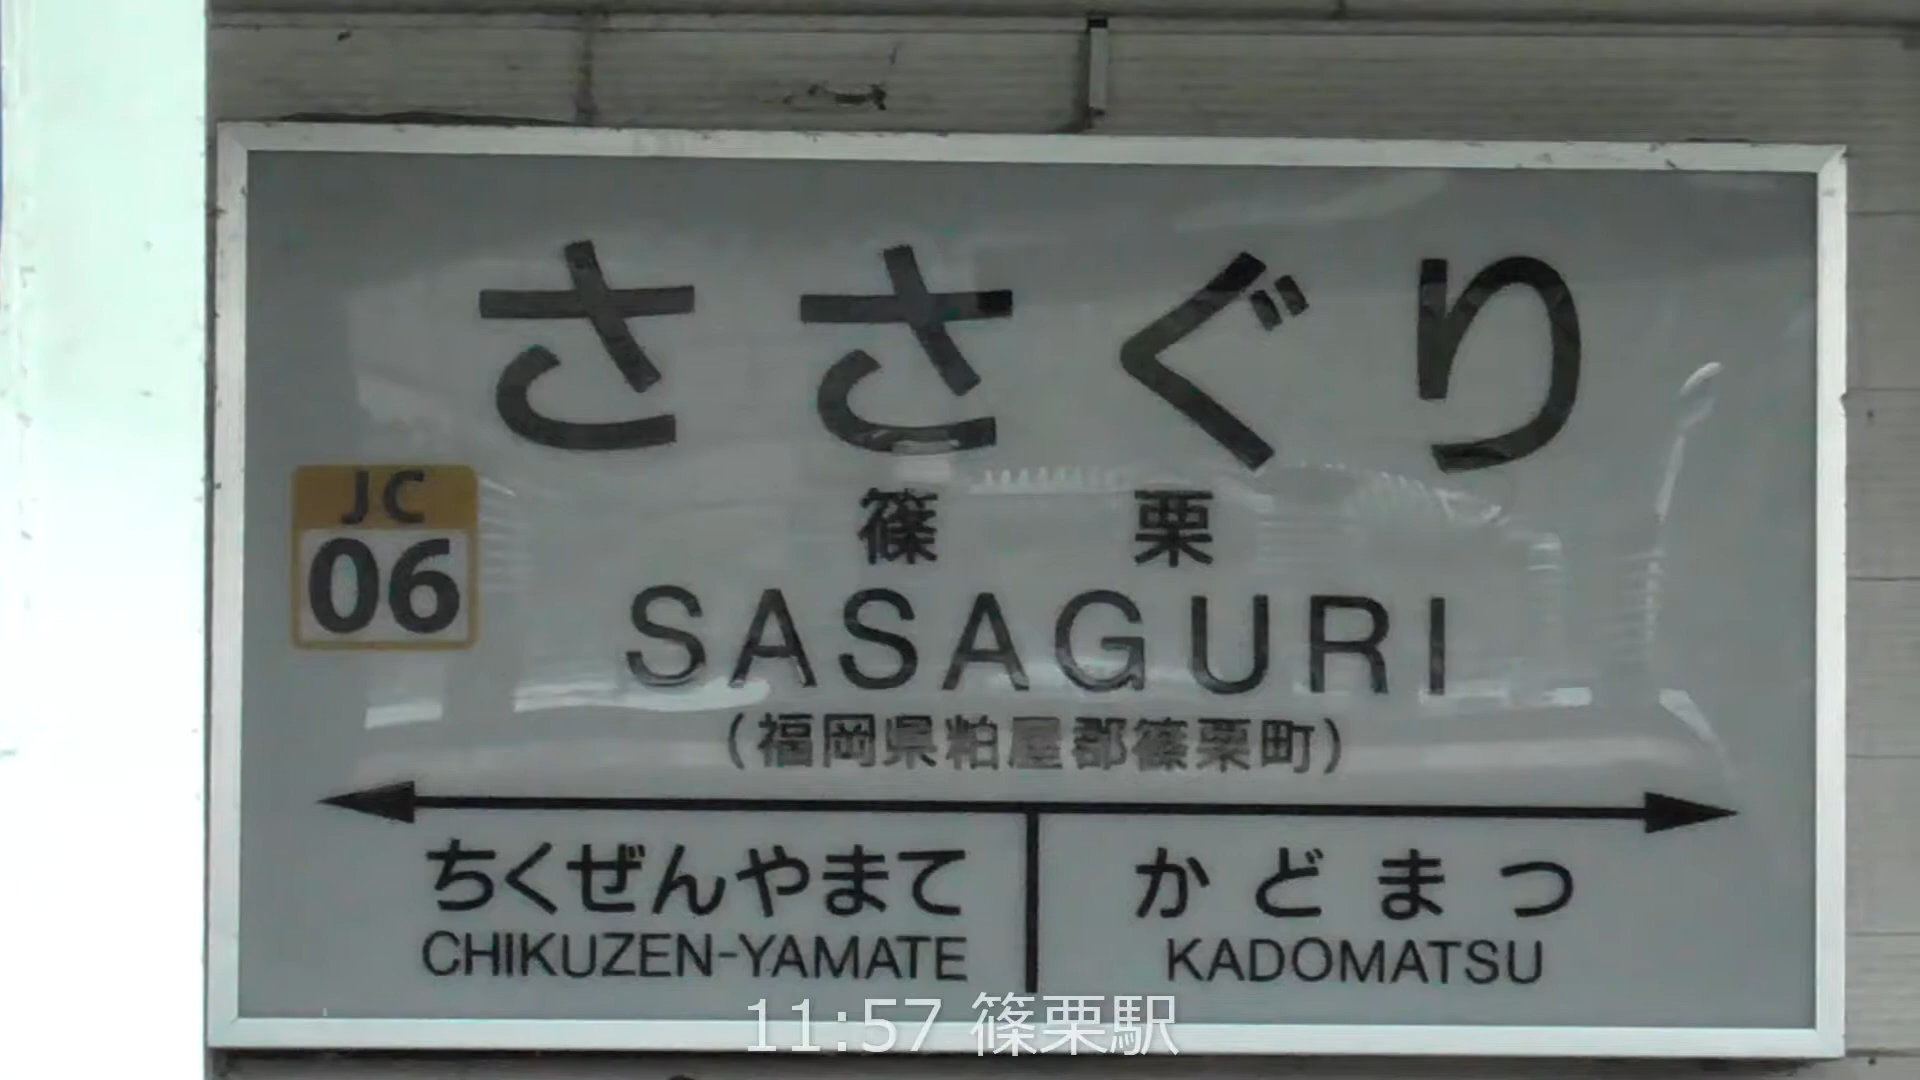 さささぐり
JC
06
篠栗
SASAGURI
(福岡県粕屋郡篠栗町)
ちくぜんやまて かどまつ
CHIKUZEN-YAMATE KADOMATSU
11:57 篠栗駅